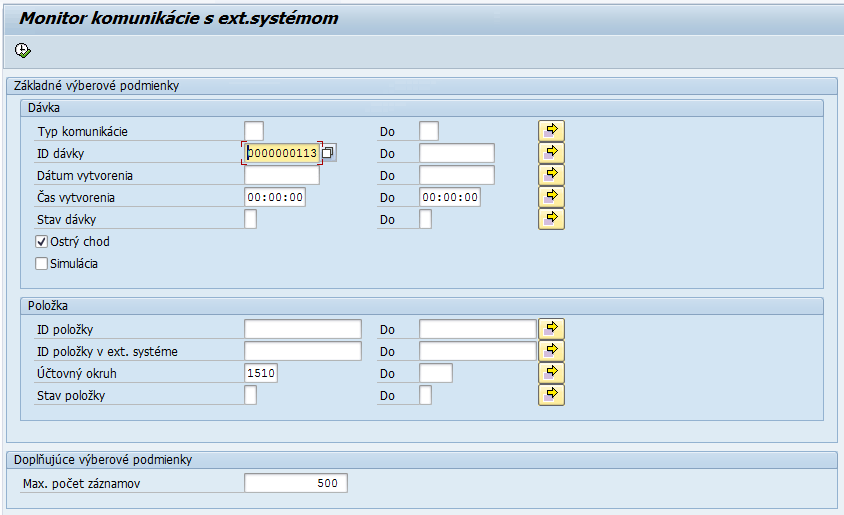 Monitor komunikácie s ext.systémom
Základné výberové podmienky
Dávka
Typ komunikácie Do
ID dávky 0000000113 Do
Dátum vytvorenia Do
Čas vytvorenia 00:00:00 Do 00:00:00
Stav dávky Do
Ostrý chod
Simulácia
Položka
ID položky Do
ID položky v ext. systéme Do
Účtovný okruh 1510 Do
Stav položky Do
Doplňujúce výberové podmienky
Max. počet záznamov 500